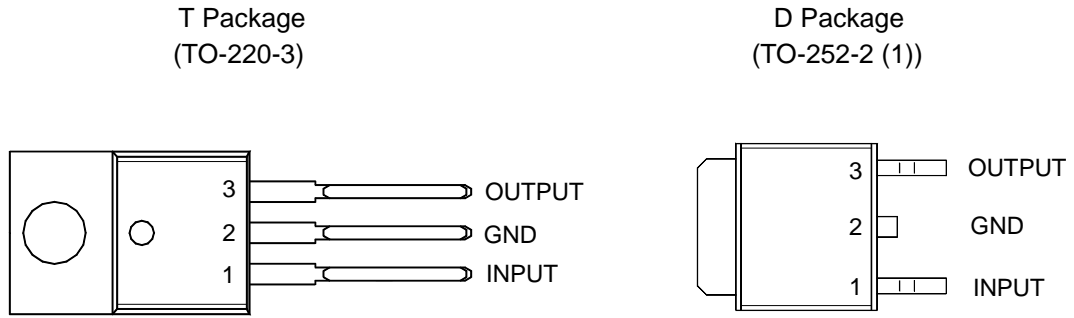 T Package
(TO-220-3)
3
OUTPUT
2
GND
1
INPUT
D Package
(TO-252-2 (1))
3
OUTPUT
2
GND
1
INPUT